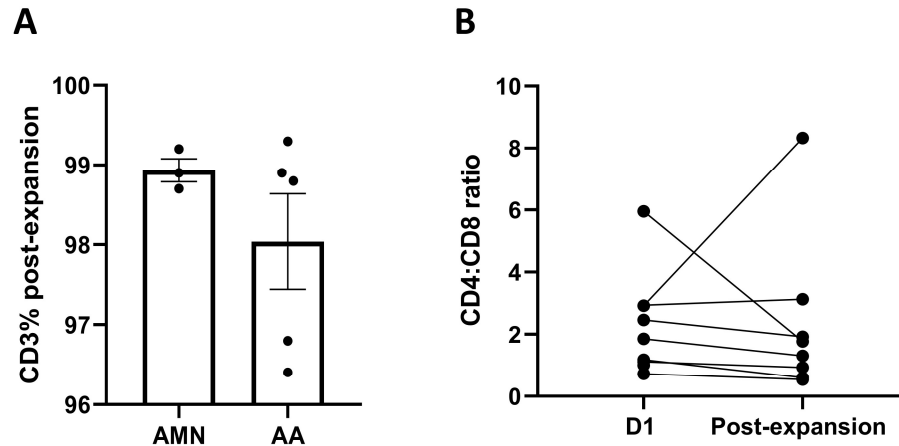 A
CD3% post-expansion
100
99
98
97
96
AMN AA
B
CD4:CD8 ratio
10
8
6
4
2
0
D1 Post-expansion